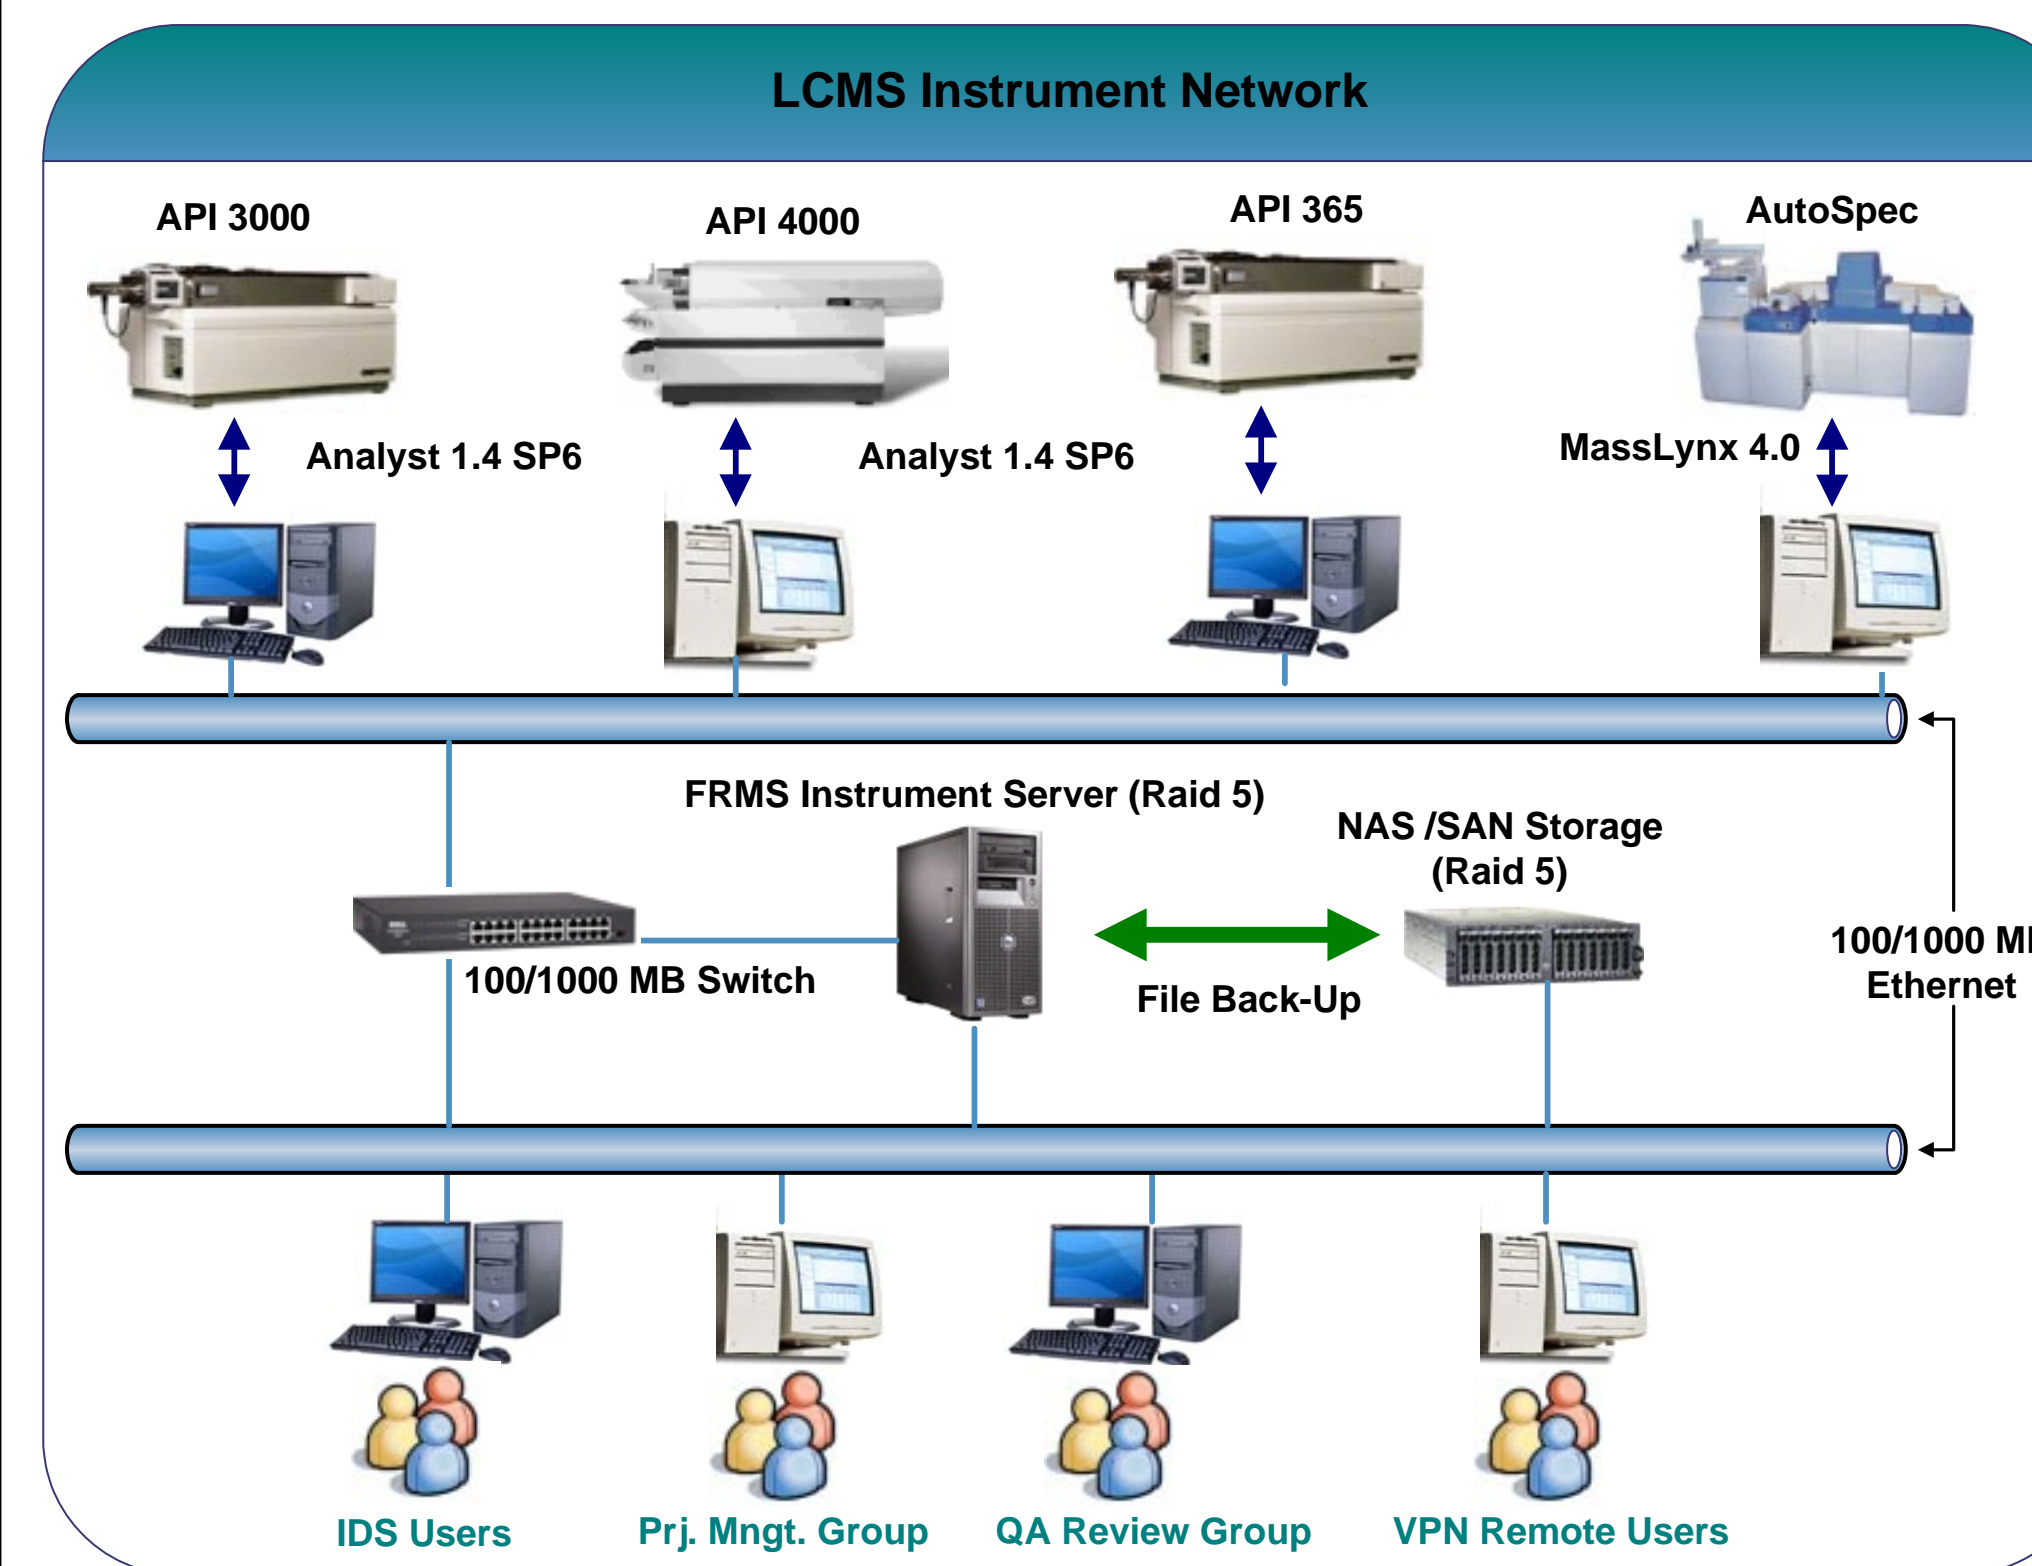 LCMS Instrument Network
API 3000
API 4000
API 365
AutoSpec
Analyst 1.4 SP6
Analyst 1.4 SP6
MassLynx 4.0
FRMS Instrument Server (Raid 5)
NAS /SAN Storage
(Raid 5)
100/1000 MB Switch
File Back-Up
100/1000
Ethernet
IDS Users
Prj. Mngt. Group
QA Review Group
VPN Remote Users